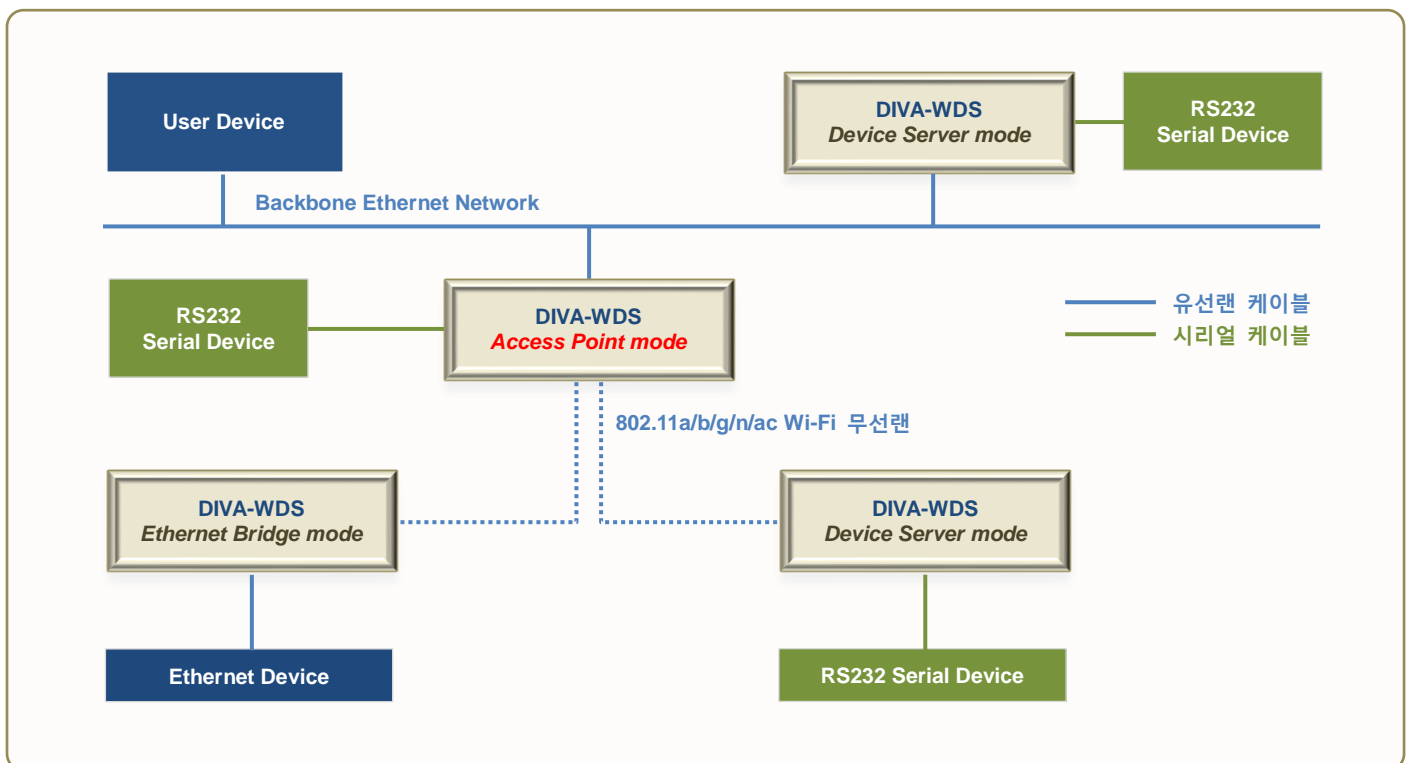 User Device
DIVA-WDS
Device Server mode
RS232
Serial Device
Backbone Ethernet Network
RS232
Serial Device
DIVA-WDS
Access Point mode
유선랜 케이블
시리얼 케이블
802.11a/b/g/n/ac Wi-Fi 무선랜
DIVA-WDS
Ethernet Bridge mode
DIVA-WDS
Device Server mode
Ethernet Device
RS232 Serial Device